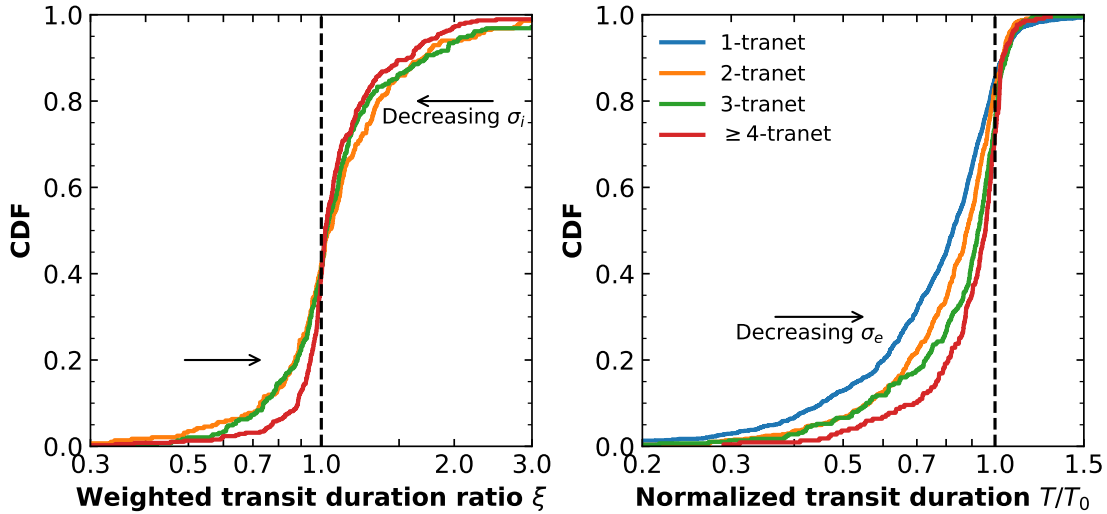 1.0
0.8
0.6
0.4
0.2
0.0
CDF
Decreasing σi
0.3
0.5
0.7
1.0
2.0
3.0
Weighted transit duration ratio ξ
1.0
0.8
0.6
0.4
0.2
0.0
CDF
1-tranet
2-tranet
3-tranet
≥ 4-tranet
Decreasing σe
0.2
0.3
0.5
0.7
1.0
1.5
Normalized transit duration T/T0